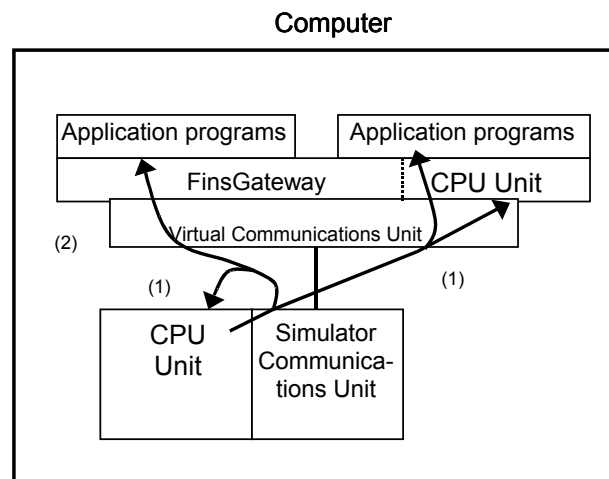 Computer
Application programs
Application programs
FinsGateway
CPU Unit
Virtual Communications Unit
(2)
(1)
(1)
CPU
Unit
Simulator
Communica-
tions Unit